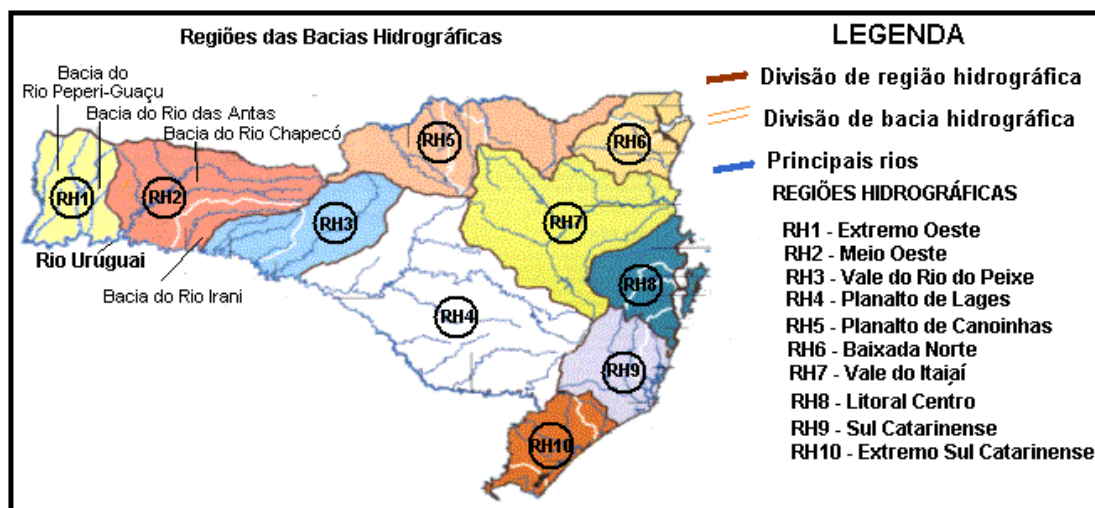 Regiões das Bacias Hidrográficas
Bacia do
Rio Peperi-Guaçu
Bacia do Rio das Antas
Bacia do Rio Chapecó
RH1
RH2
RH3
RH4
RH5
RH6
RH7
RH8
RH9
RH10
Rio Urúguai
Bacia do Rio Irani
LEGENDA
Divisão de região hidrográfica
Divisão de bacia hidrográfica
Principais rios
REGIÕES HIDROGRÁFICAS
RH1 - Extremo Oeste
RH2 - Meio Oeste
RH3 - Vale do Rio do Peixe
RH4 - Planalto de Lages
RH5 - Planalto de Canoinhas
RH6 - Baixada Norte
RH7 - Vale do Itajaí
RH8 - Litoral Centro
RH9 - Sul Catarinense
RH10 - Extremo Sul Catarinense